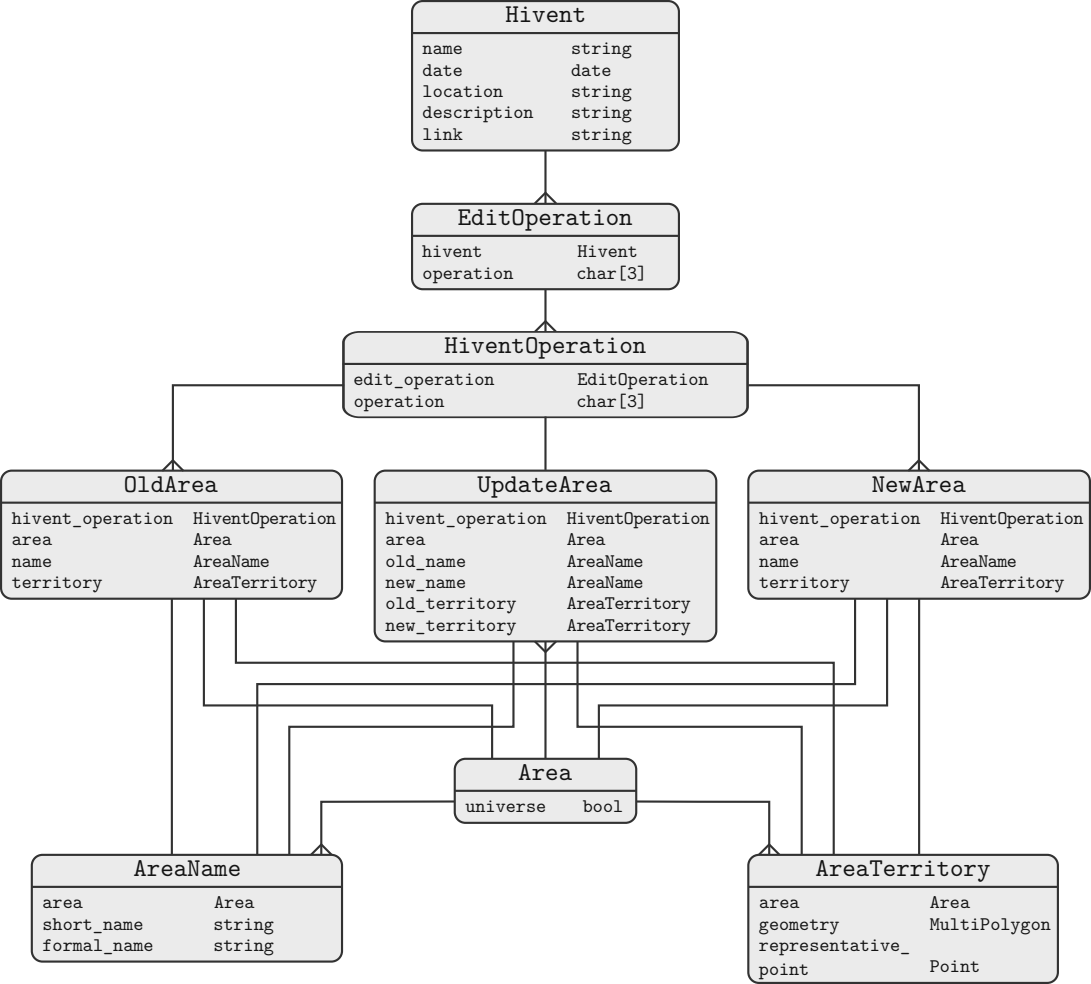 Hivent
name string
date date
location string
description string
link string
EditOperation
hivent Hivent
operation char[3]
HiventOperation
edit_operation EditOperation
operation char[3]
OldArea
hivent_operation HiventOperation
area Area
name AreaName
territory AreaTerritory
UpdateArea
hivent_operation HiventOperation
area Area
old_name AreaName
new_name AreaName
old_territory AreaTerritory
new_territory AreaTerritory
NewArea
hivent_operation HiventOperation
area Area
name AreaName
territory AreaTerritory
Area
universe bool
AreaName
area Area
short_name string
formal_name string
AreaTerritory
area Area
geometry MultiPolygon
representative_
point Point